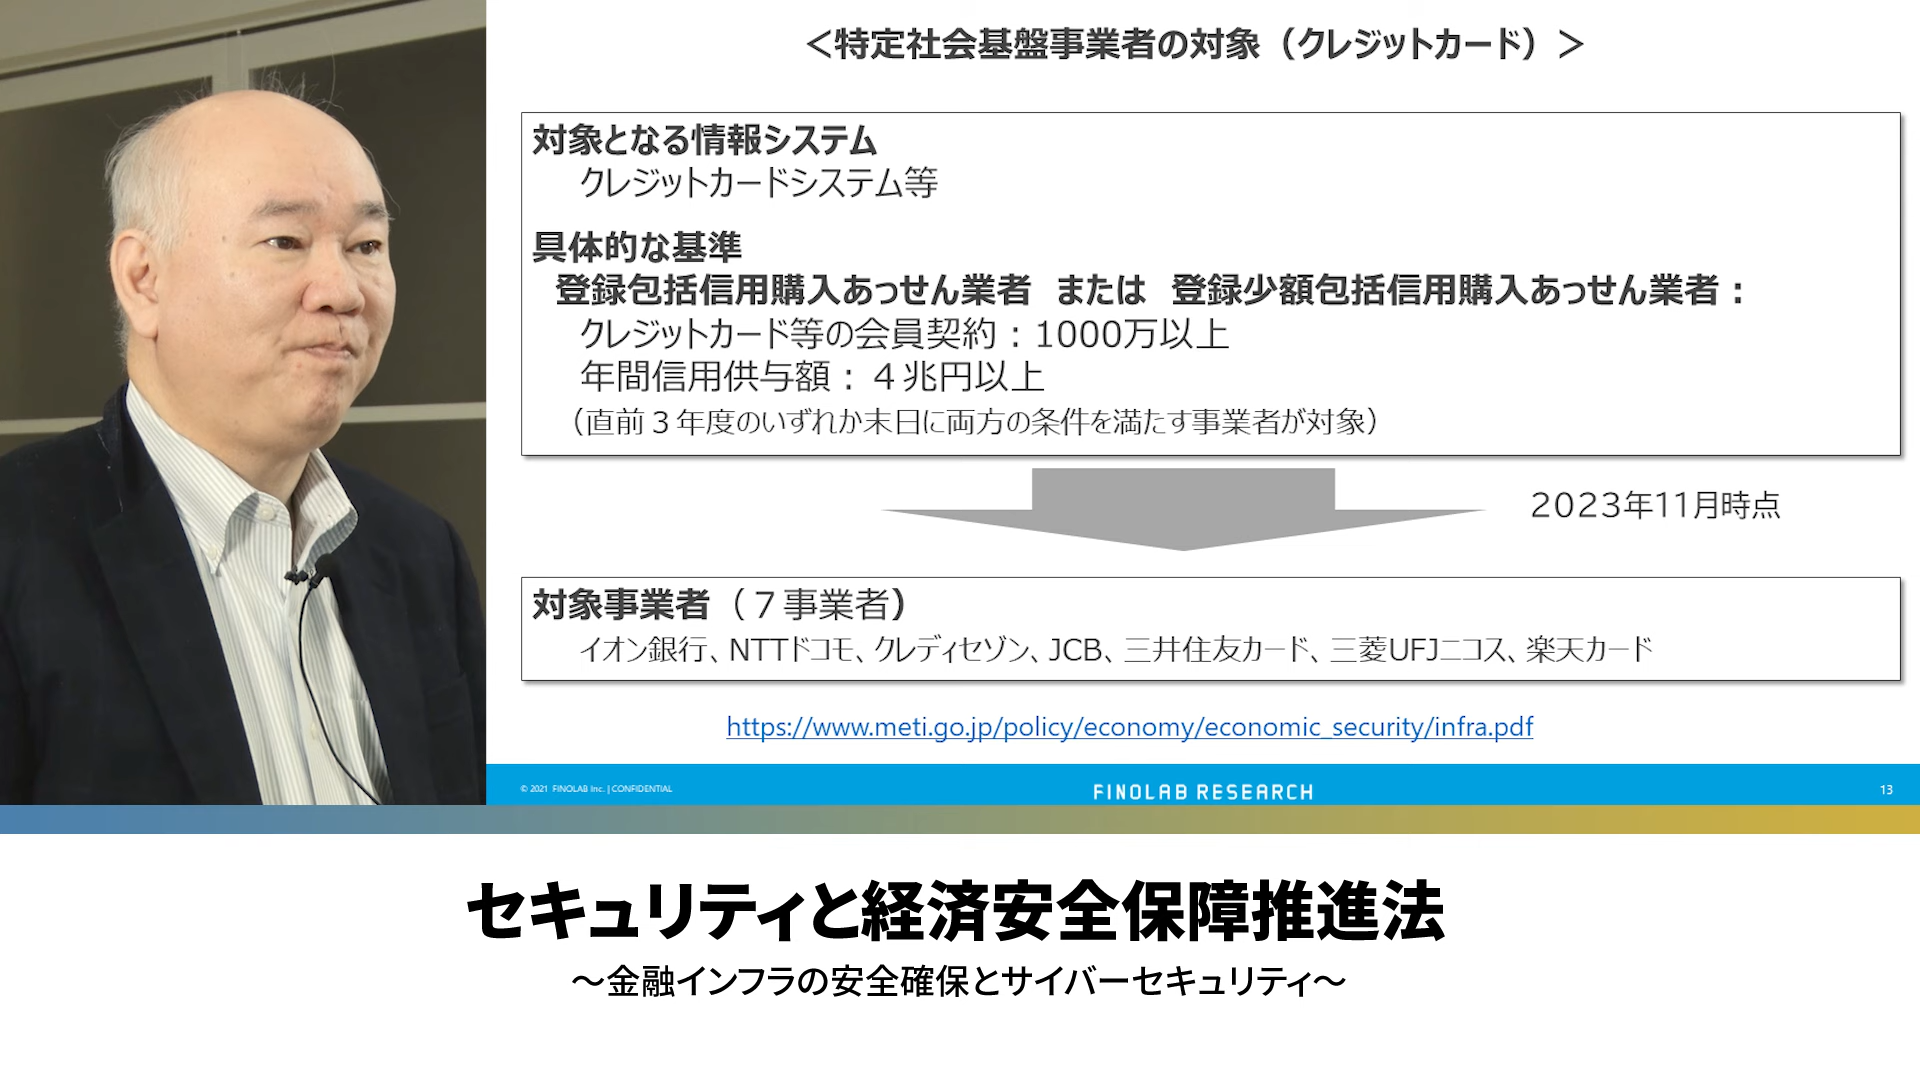 ＜特定社会基盤事業者の対象（クレジットカード）＞
対象となる情報システム
クレジットカードシステム等
具体的な基準
登録包括信用購入あっせん業者　または　登録少額包括信用購入あっせん業者：
クレジットカード等の会員契約：1000万以上
年間信用供与額：４兆円以上
（直前３年度のいずれか末日に両方の条件を満たす事業者が対象）
2023年11月時点
対象事業者（７事業者）
イオン銀行、NTTドコモ、クレディセゾン、JCB、三井住友カード、三菱UFJニコス、楽天カード
https://www.meti.go.jp/policy/economy/economic_security/infra.pdf
© 2021 FINOLAB Inc. | CONFIDENTIAL
FINOLAB RESEARCH
13
セキュリティと経済安全保障推進法
～金融インフラの安全確保とサイバーセキュリティ～